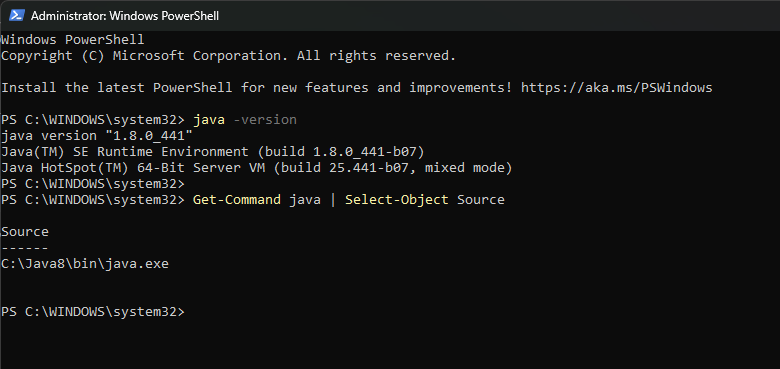 Administrator: Windows PowerShell
Windows PowerShell
Copyright (C) Microsoft Corporation. All rights reserved.
Install the latest PowerShell for new features and improvements! https://aka.ms/PSWindows
PS C:\WINDOWS\system32> java -version
java version "1.8.0_441"
Java(TM) SE Runtime Environment (build 1.8.0_441-b07)
Java HotSpot(TM) 64-Bit Server VM (build 25.441-b07, mixed mode)
PS C:\WINDOWS\system32>
PS C:\WINDOWS\system32> Get-Command java | Select-Object Source
Source
------
C:\Java8\bin\java.exe
PS C:\WINDOWS\system32>